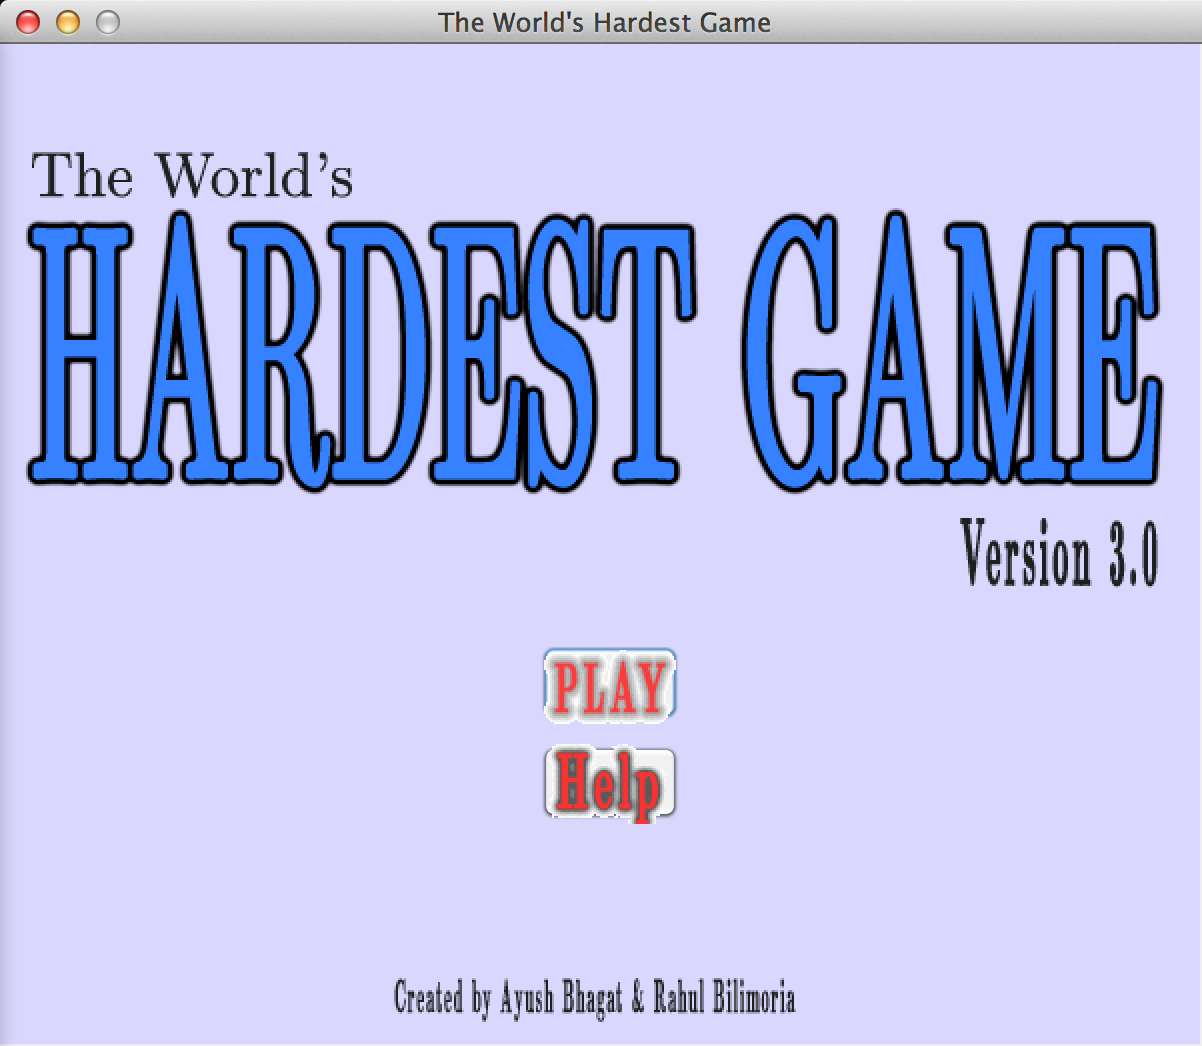 The World's Hardest Game
The World's
HARDEST GAME
Version 3.0
PLAY
Help
Created by Ayush Bhagat & Rahul Bilimoria